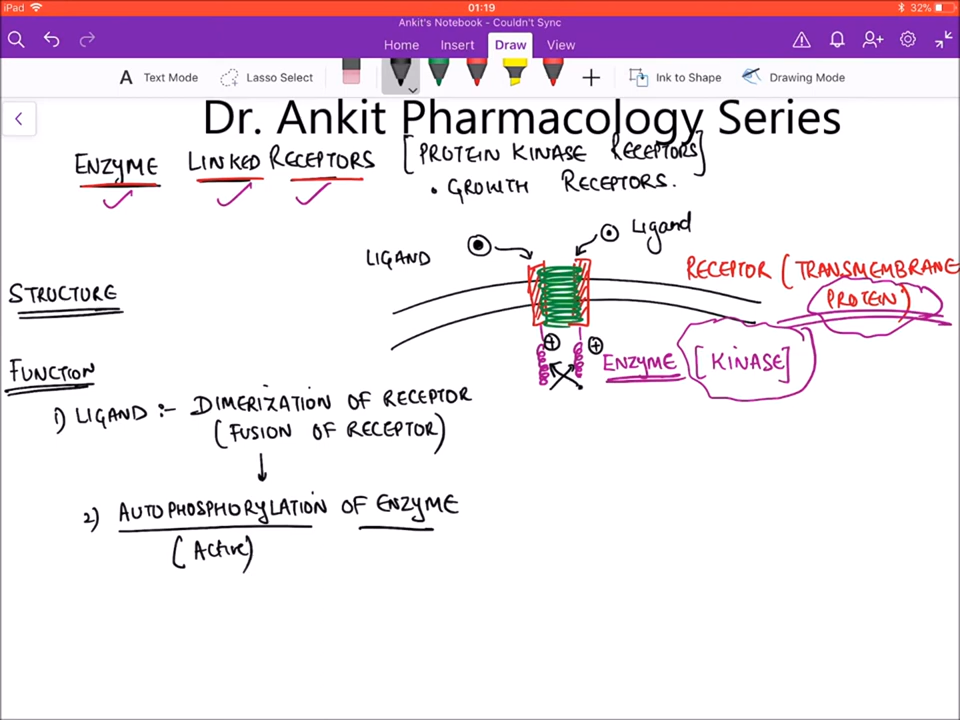 iPad 01:19 32%
Ankit's Notebook - Couldn't Sync
Home Insert Draw View
Text Mode Lasso Select Ink to Shape Drawing Mode
Dr. Ankit Pharmacology Series
ENZYME LINKED RECEPTORS [PROTEIN KINASE RECEPTORS]
• GROWTH RECEPTORS.
LIGAND Ligand
RECEPTOR (TRANSMEMBRANE
PROTEIN)
STRUCTURE
ENZYME [KINASE]
FUNCTION
1) LIGAND :- DIMERIZATION OF RECEPTOR
(FUSION OF RECEPTOR)
2) AUTOPHOSPHORYLATION OF ENZYME
(Active)